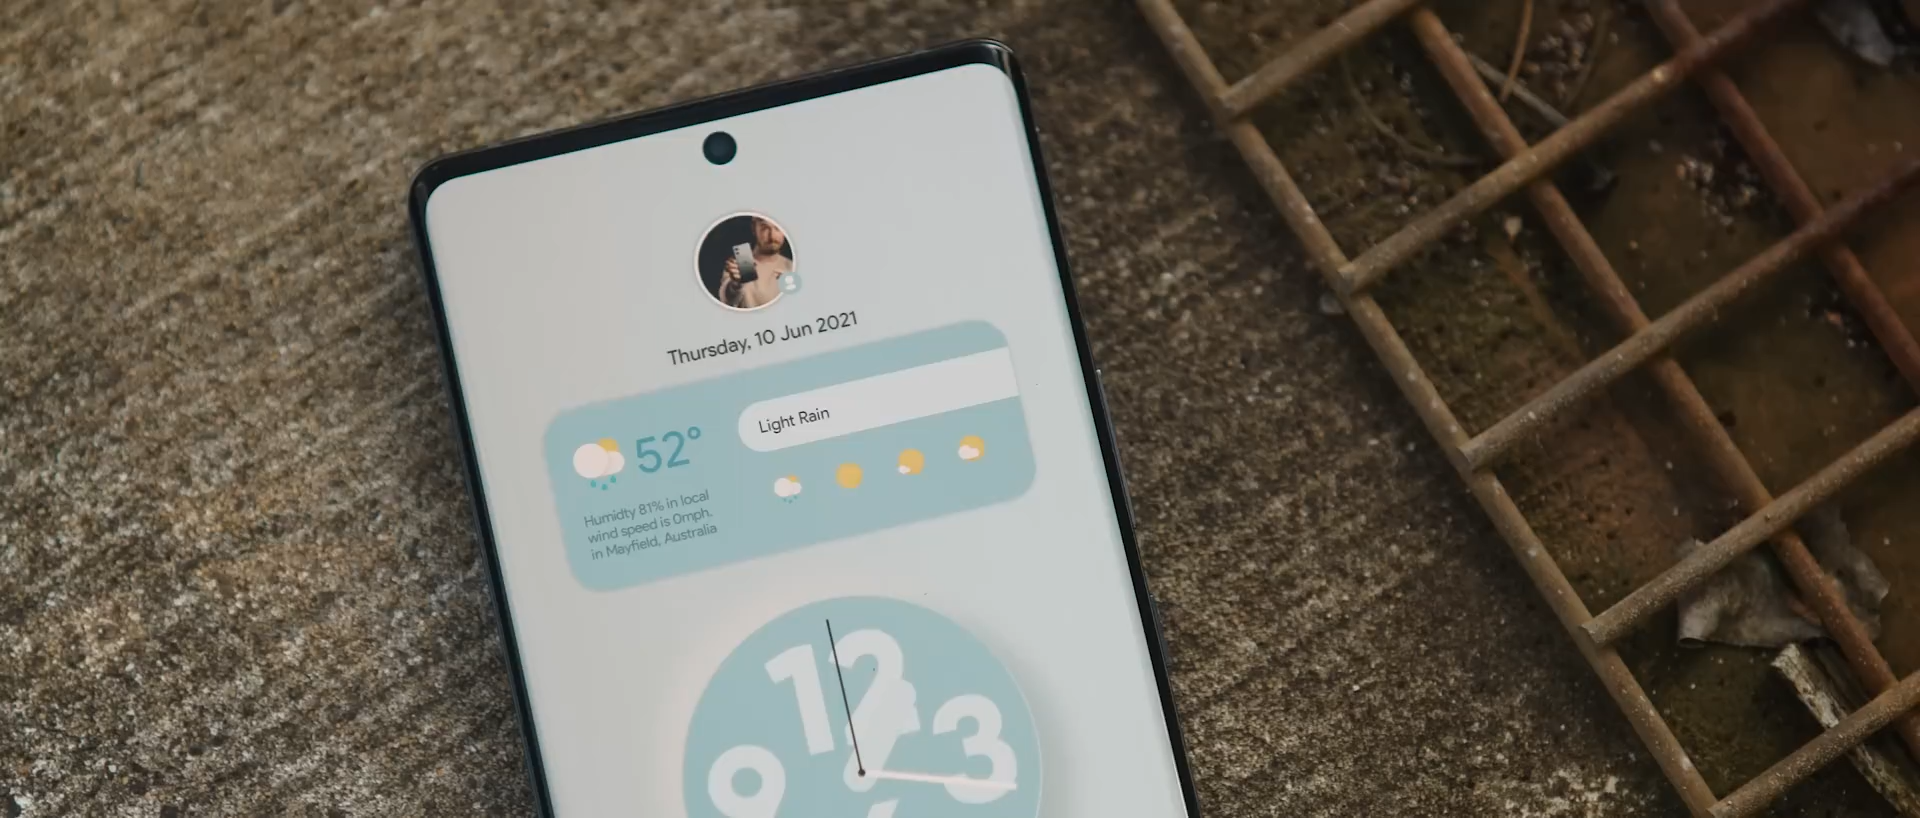 Thursday, 10 Jun 2021
52°
Light Rain
Humidty 81% in local
wind speed is 0mph.
in Mayfield, Australia
12
3
9